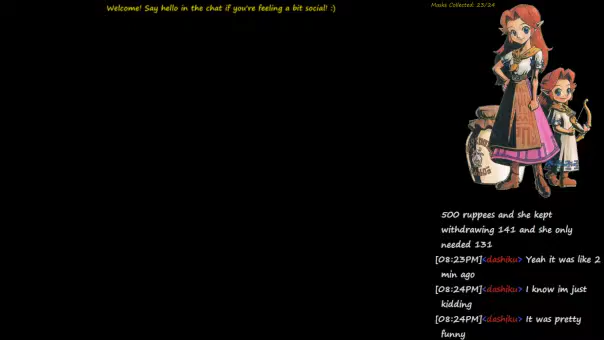 Welcome! Say hello in the chat if you're feeling a bit social! :)
Masks Collected: 23/24
500 ruppees and she kept
withdrawing 141 and she only
needed 131
[08:23PM]<dashiku> Yeah it was like 2
min ago
[08:24PM]<dashiku> I know im just
kidding
[08:24PM]<dashiku> It was pretty
funny